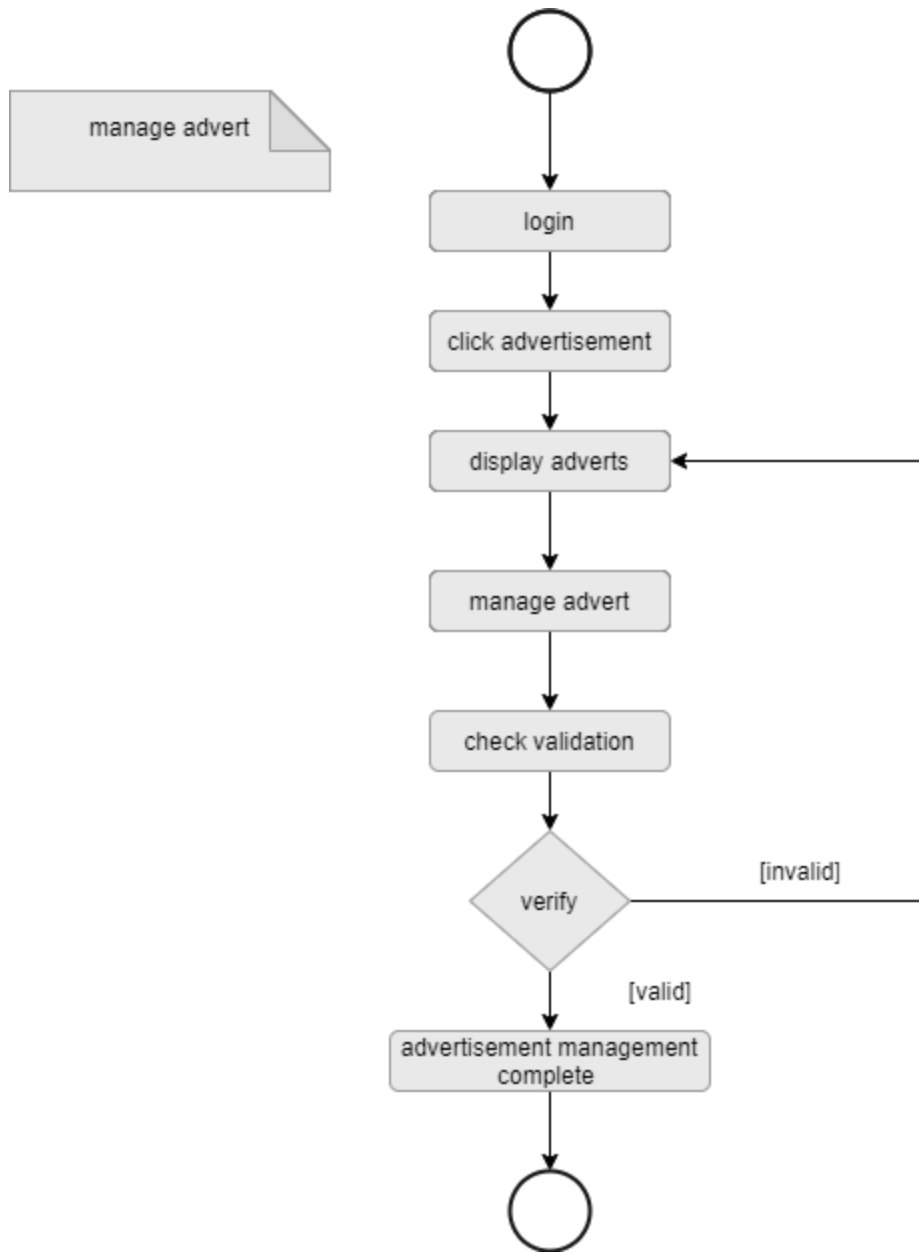 manage advert
login
click advertisement
display adverts
manage advert
check validation
verify
[invalid]
[valid]
advertisement management
complete